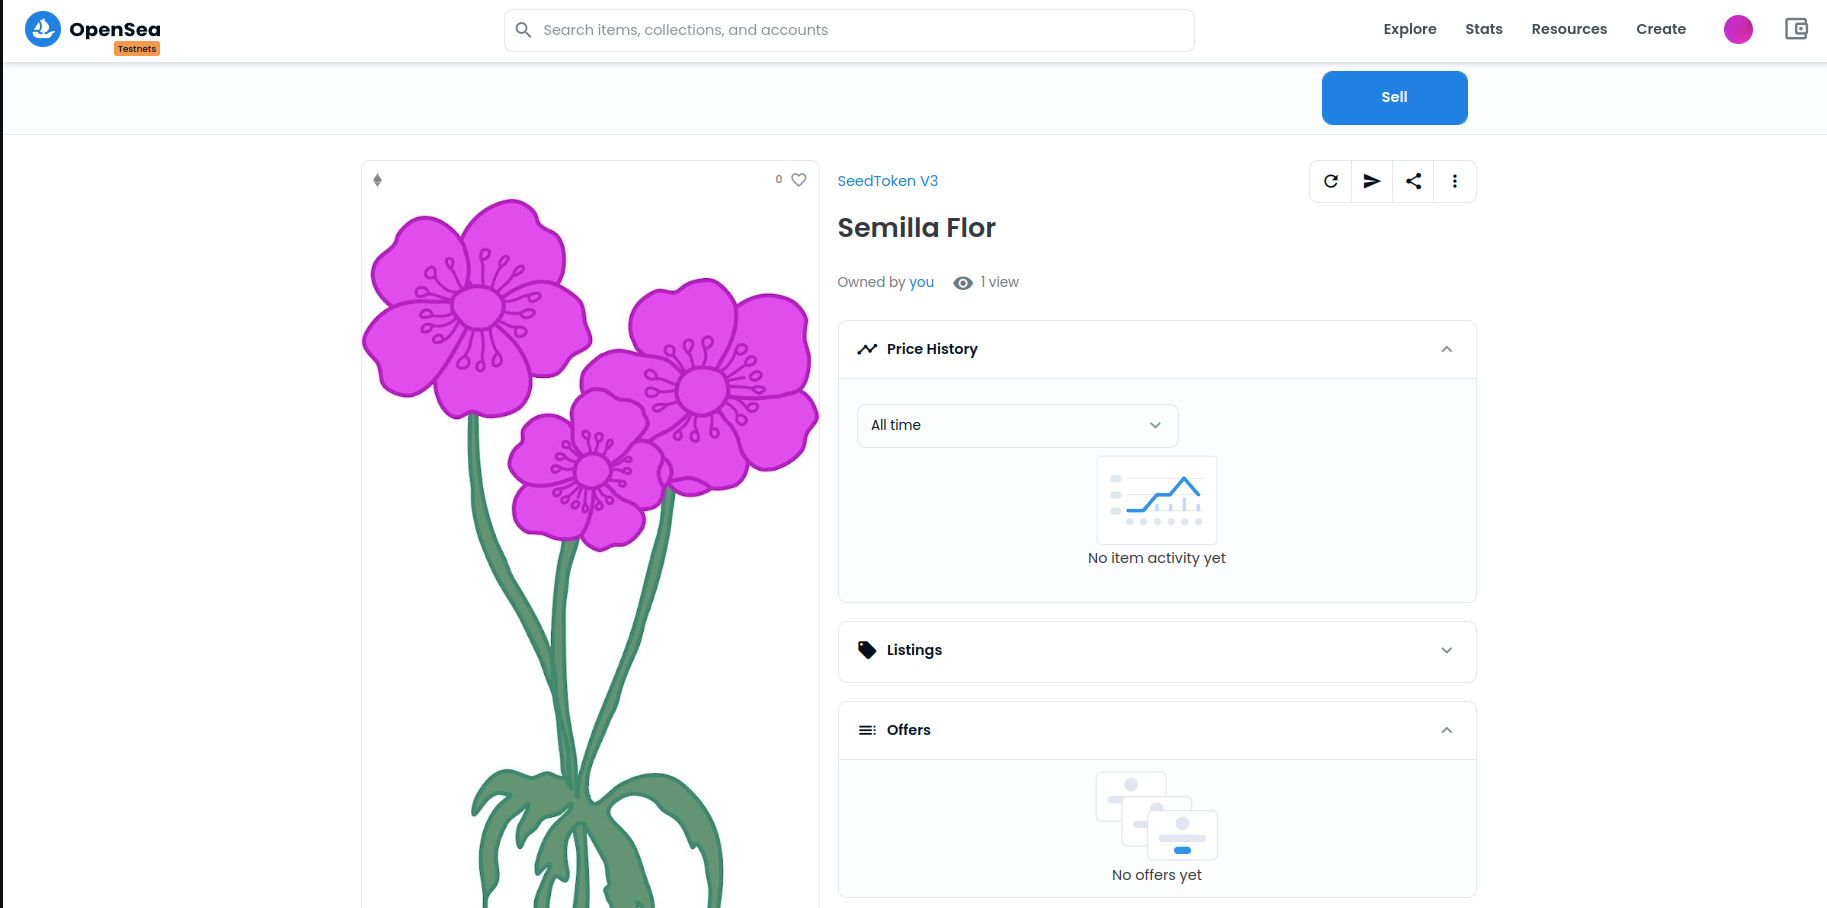 OpenSea
Testnets
Search items, collections, and accounts
Explore
Stats
Resources
Create
Sell
0
SeedToken V3
Semilla Flor
Owned by you
1 view
Price History
All time
No item activity yet
Listings
Offers
No offers yet